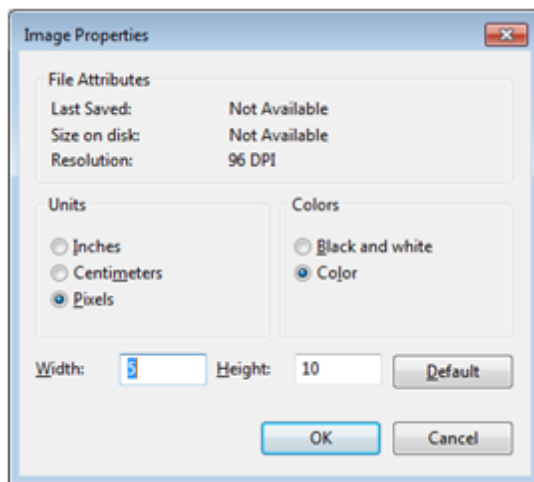 Image Properties
File Attributes
Last Saved: Not Available
Size on disk: Not Available
Resolution: 96 DPI
Units
Inches
Centimeters
Pixels
Colors
Black and white
Color
Width: 5 Height: 10 Default
OK Cancel